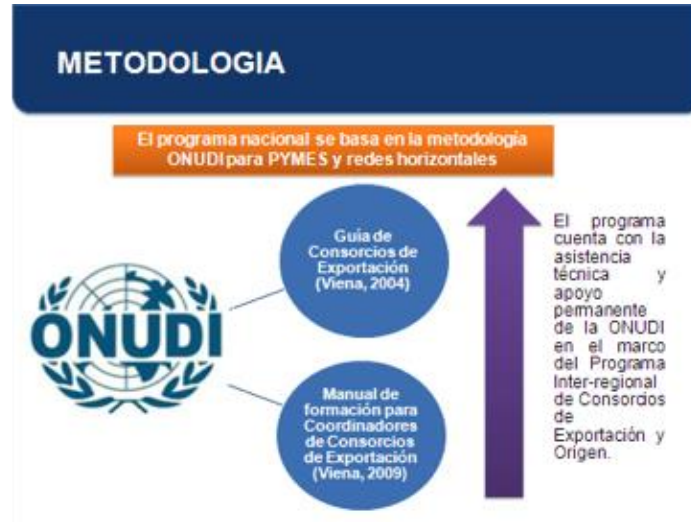 METODOLOGIA
El programa nacional se basa en la metodología
ONUDI para PYMES y redes horizontales
Guía de
Consorcios de
Exportación
(Viena, 2004)
ONUDI
Manual de
formación para
Coordinadores
de Consorcios
de Exportación
(Viena, 2009)
El programa
cuenta con la
asistencia
técnica y
apoyo
permanente
de la ONUDI
en el marco
del Programa
Inter-regional
de Consorcios
de
Exportación y
Origen.